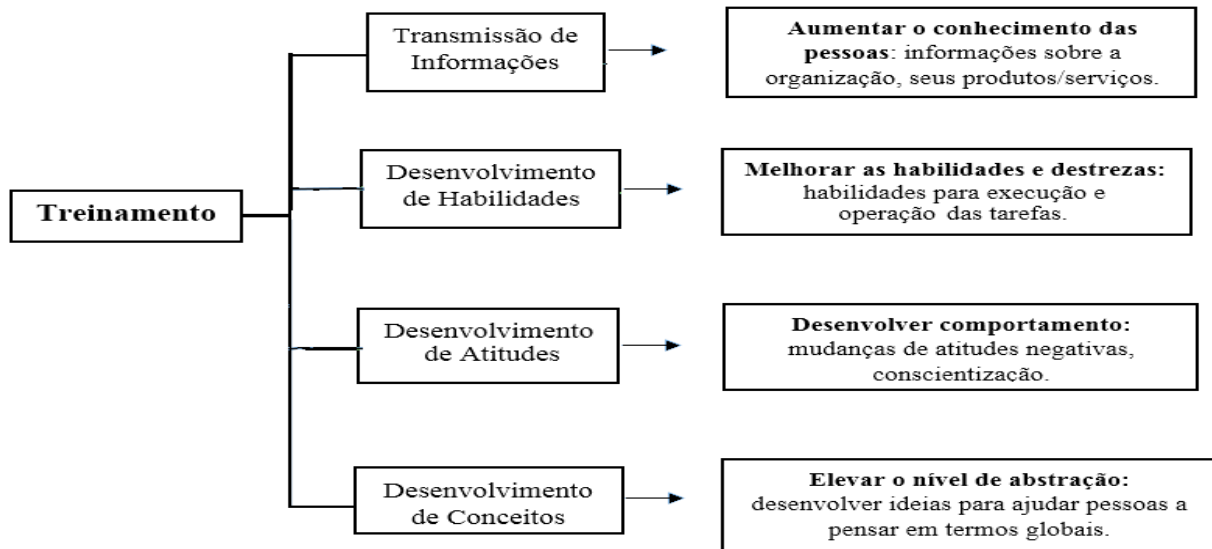 Treinamento
Transmissão de
Informações
Aumentar o conhecimento das
pessoas: informações sobre a
organização, seus produtos/serviços.
Desenvolvimento
de Habilidades
Melhorar as habilidades e destrezas:
habilidades para execução e
operação das tarefas.
Desenvolvimento
de Atitudes
Desenvolver comportamento:
mudanças de atitudes negativas,
conscientização.
Desenvolvimento
de Conceitos
Elevar o nível de abstração:
desenvolver ideias para ajudar pessoas a
pensar em termos globais.